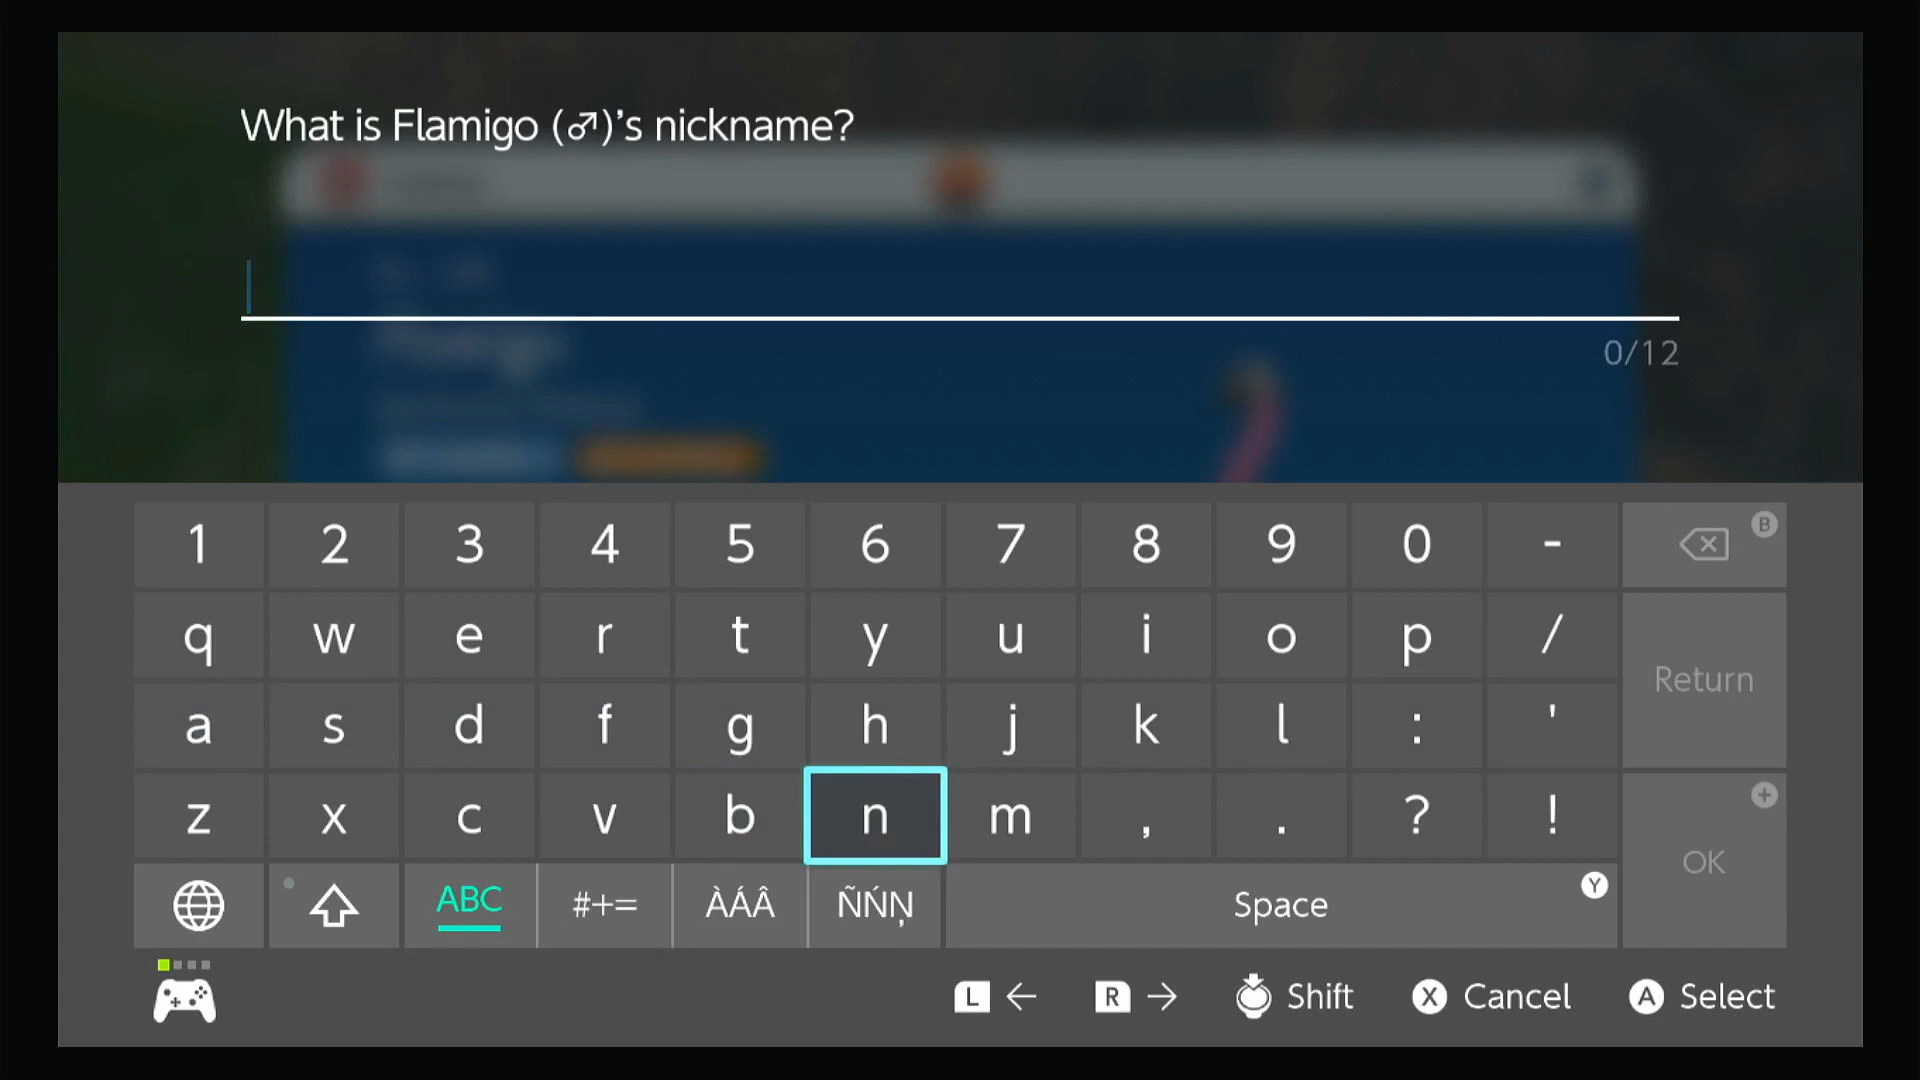 What is Flamigo (♂)'s nickname?
0/12
1 2 3 4 5 6 7 8 9 0 - B
q w e r t y u i o p /
Return
a s d f g h j k l : '
z x c v b n m , . ? ! +
OK
ABC #+= ÀÁÂ ÑŃŅ Space Y
L ← R → Shift X Cancel A Select